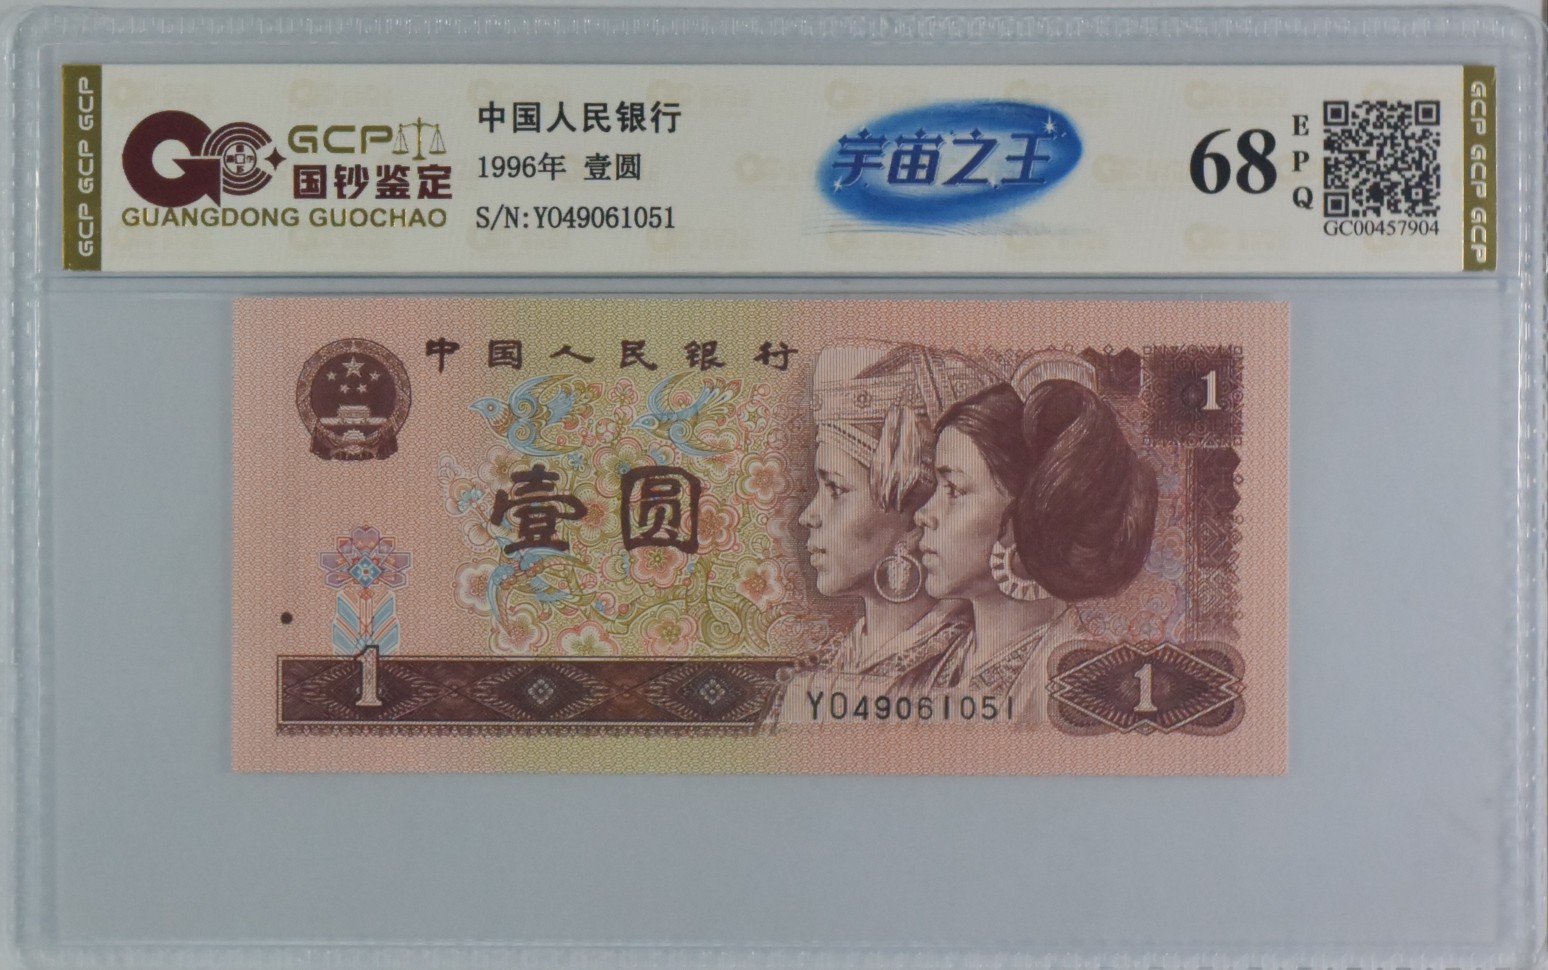 GCP GCP GCP
GCP
国钞鉴定
GUANGDONG GUOCHAO
中国人民银行
1996年 壹圆
S/N:YO49061051
宇宙之王
68
EPQ
GC00457904
GCP GCP GCP
中国人民银行
1
壹圆
1
YO49061051
1